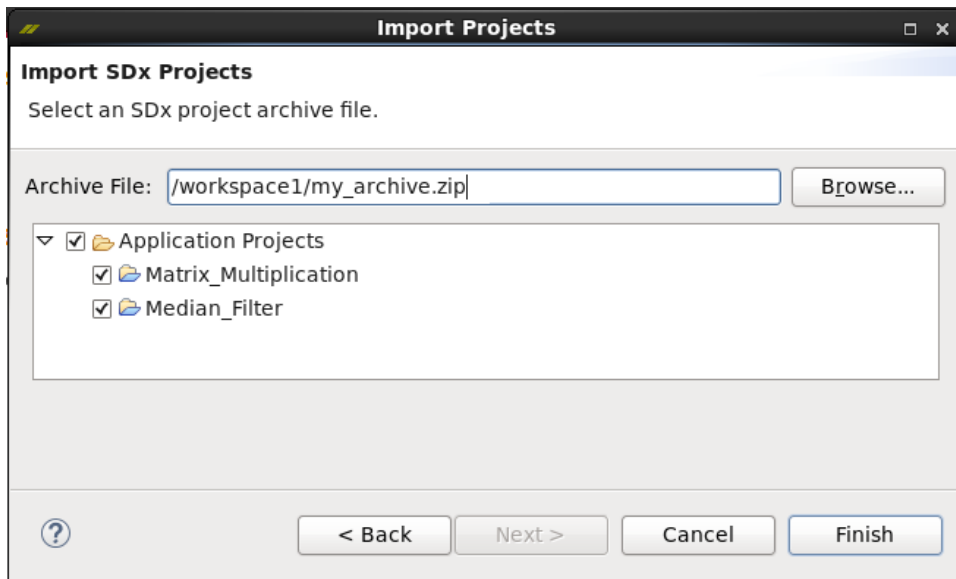 Import Projects
Import SDx Projects
Select an SDx project archive file.
Archive File: /workspace1/my_archive.zip Browse...
Application Projects
Matrix_Multiplication
Median_Filter
? < Back Next > Cancel Finish